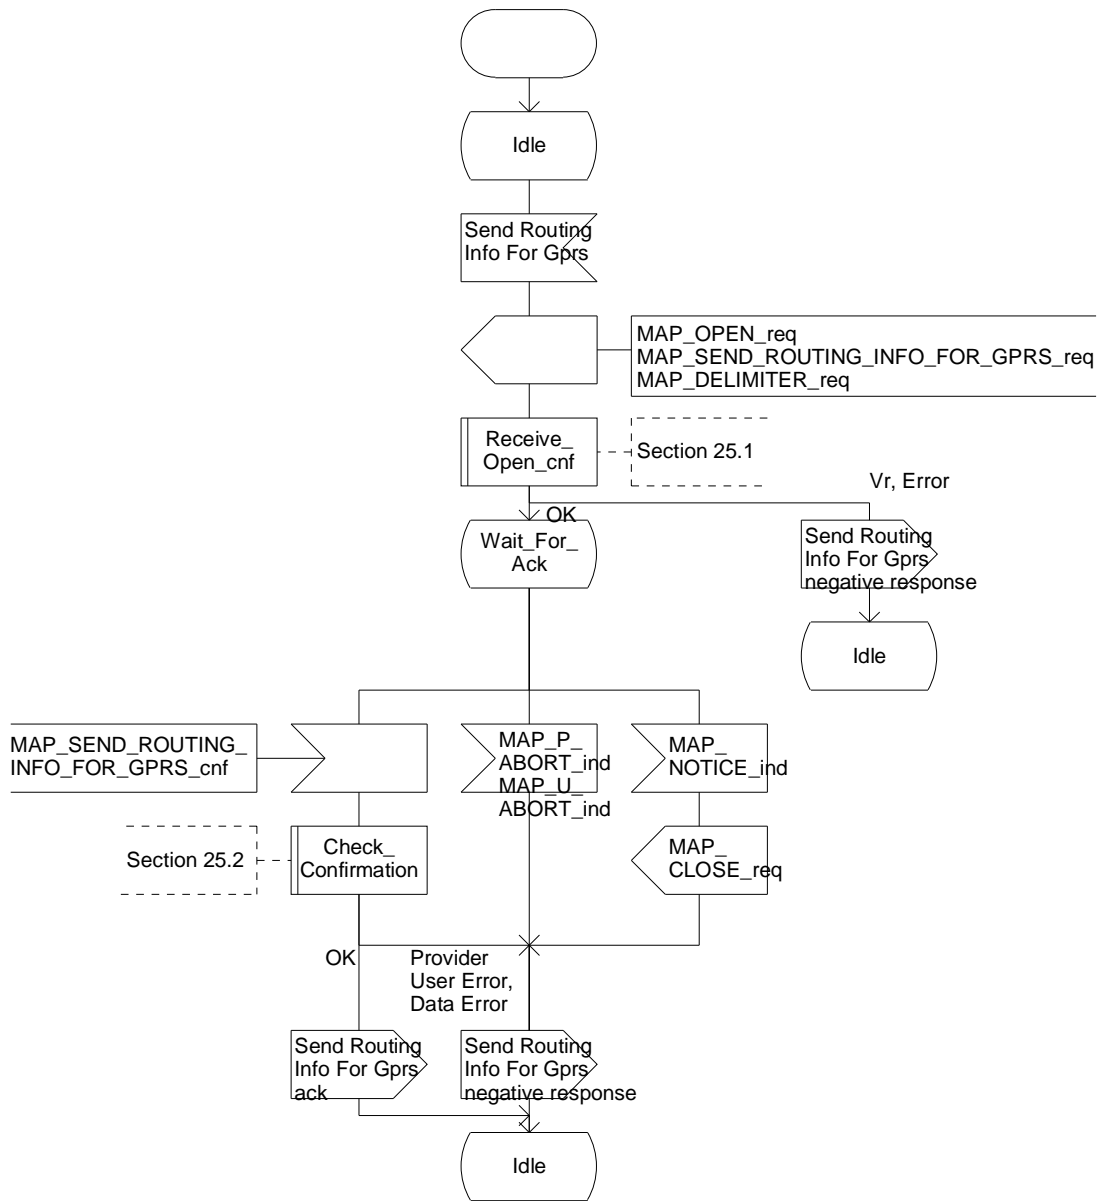 Idle
Send Routing
Info For Gprs
MAP_OPEN_req
MAP_SEND_ROUTING_INFO_FOR_GPRS_req
MAP_DELIMITER_req
Receive_
Open_cnf
Section 25.1
Vr, Error
OK
Wait_For_
Ack
Send Routing
Info For Gprs
negative response
Idle
MAP_SEND_ROUTING_
INFO_FOR_GPRS_cnf
MAP_P_
ABORT_ind
MAP_U_
ABORT_ind
MAP_
NOTICE_ind
Section 25.2
Check_
Confirmation
MAP_
CLOSE_req
OK
Provider
User Error,
Data Error
Send Routing
Info For Gprs
ack
Send Routing
Info For Gprs
negative response
Idle